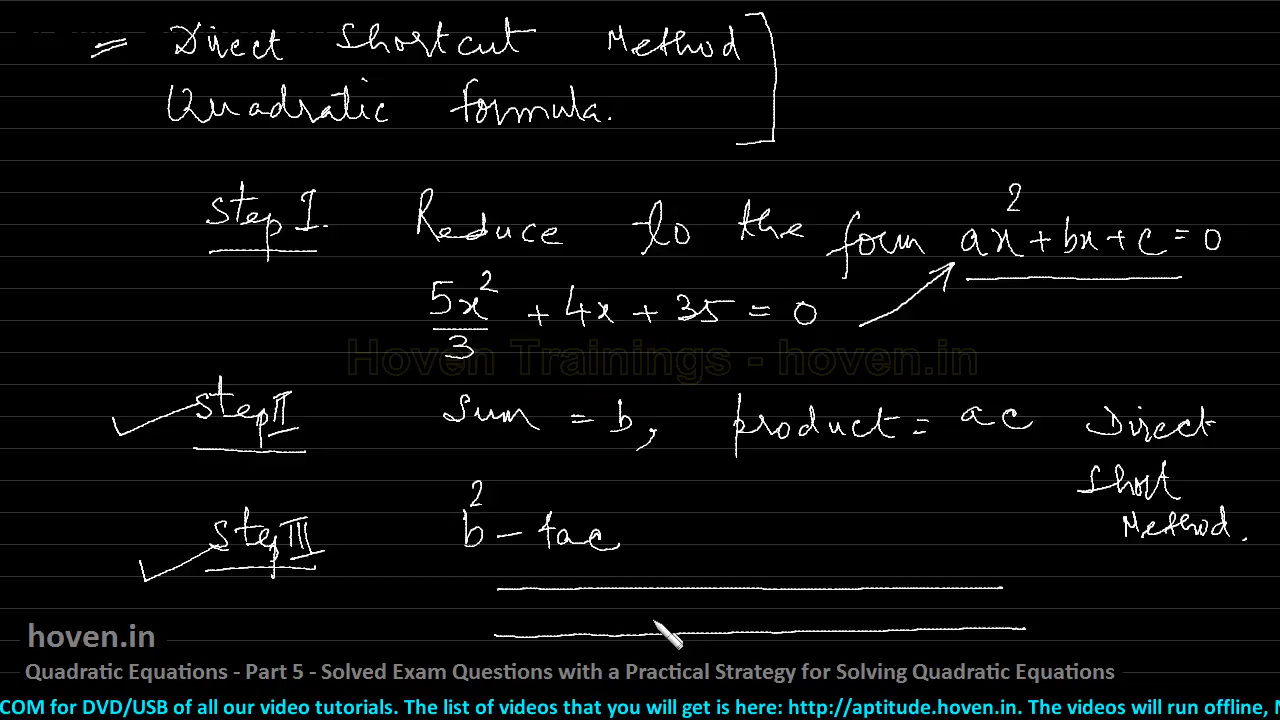 = Direct Shortcut Method
Quadratic formula.
Step I. Reduce to the form ax² + bx + c = 0
5x²/3 + 4x + 35 = 0
Hoven Trainings - hoven.in
Step II Sum = b, product = ac Direct
Short
Method.
Step III b² - 4ac
hoven.in
Quadratic Equations - Part 5 - Solved Exam Questions with a Practical Strategy for Solving Quadratic Equations
COM for DVD/USB of all our video tutorials. The list of videos that you will get is here: http://aptitude.hoven.in. The videos will run offline,